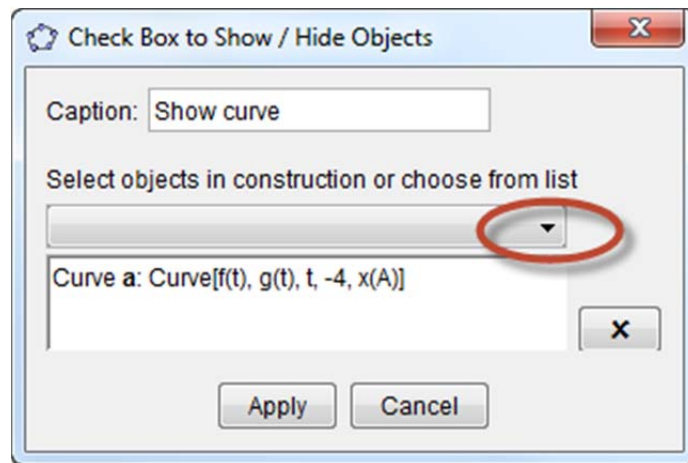 Check Box to Show / Hide Objects
Caption: Show curve
Select objects in construction or choose from list
Curve a: Curve[f(t), g(t), t, -4, x(A)]
Apply Cancel